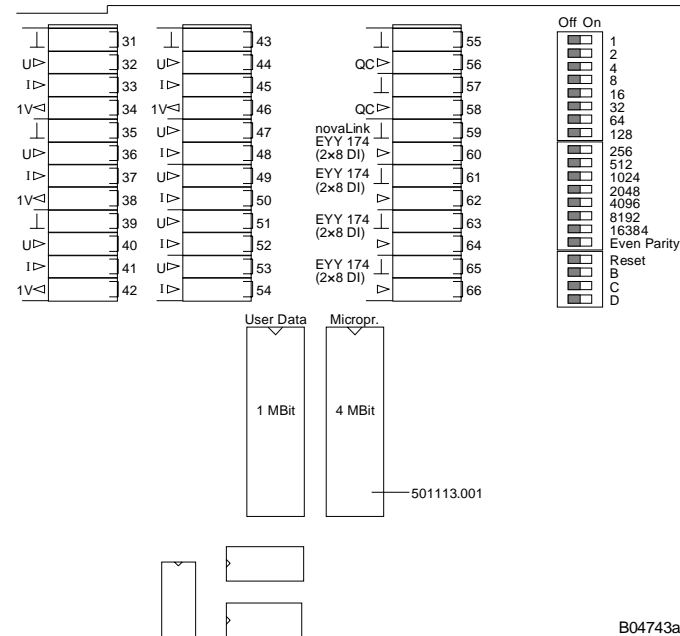 Off On
31
U 32
I 33
1V 34
35
U 36
I 37
1V 38
39
U 40
I 41
1V 42
43
U 44
I 45
1V 46
U 47
I 48
U 49
I 50
U 51
I 52
U 53
I 54
55
QC 56
57
QC 58
novaLink 59
EYY 174
(2×8 DI) 60
EYY 174 61
(2×8 DI)
62
EYY 174 63
(2×8 DI)
64
EYY 174 65
(2×8 DI)
66
1
2
4
8
16
32
64
128
256
512
1024
2048
4096
8192
16384
Even Parity
Reset
B
C
D
User Data Micropr.
1 MBit 4 MBit
501113.001
B04743a